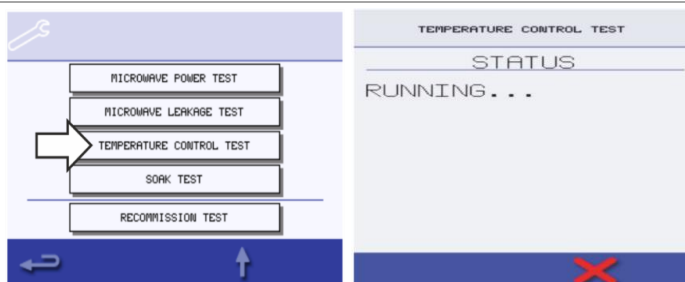 MICROWAVE POWER TEST
MICROWAVE LEAKAGE TEST
TEMPERATURE CONTROL TEST
SOAK TEST
RECOMMISSION TEST
TEMPERATURE CONTROL TEST
STATUS
RUNNING...